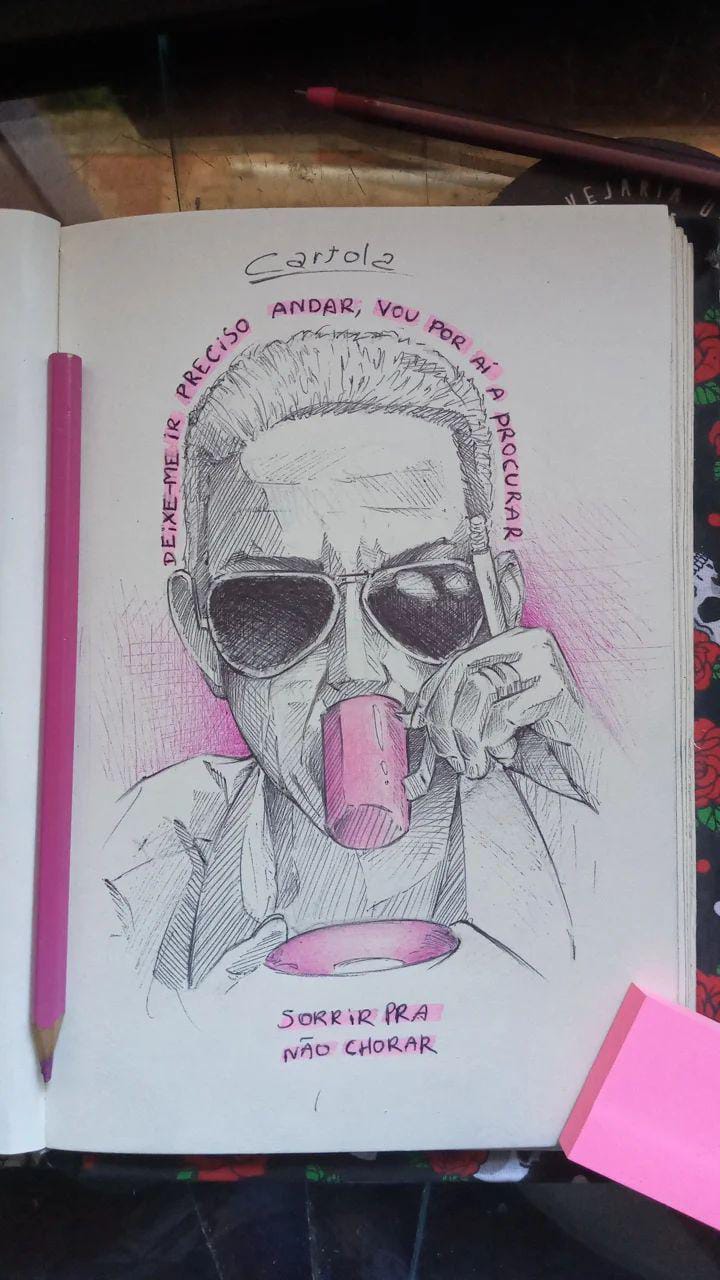 Cartola
DEIXE-ME IR PRECISO ANDAR, VOU POR AÍ A PROCURAR
SORRIR PRA
NÃO CHORAR